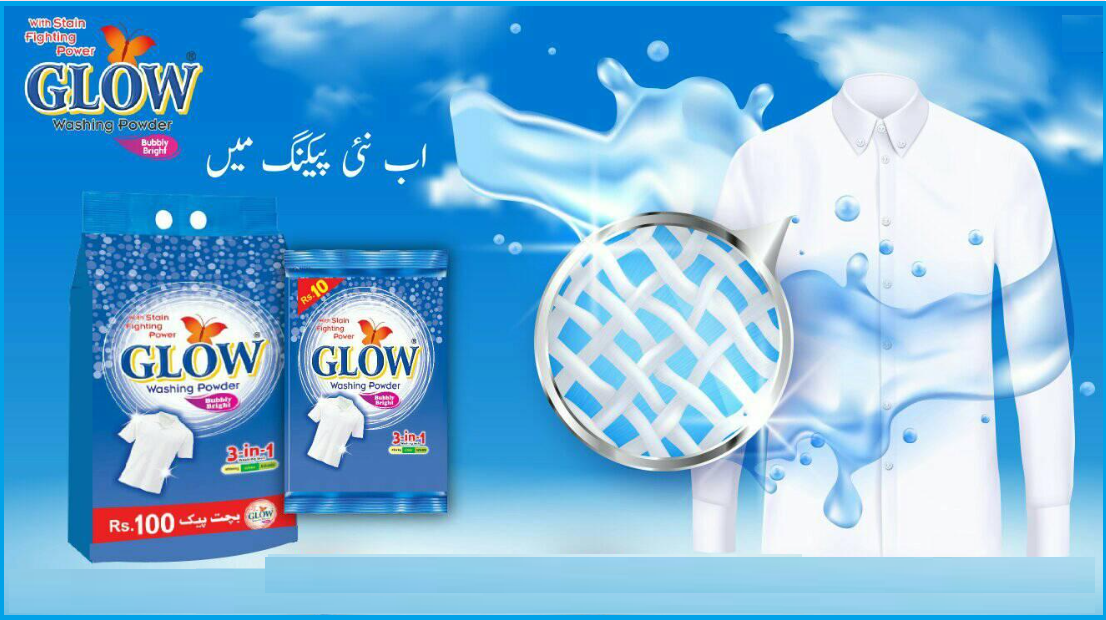 With Stain
Fighting
Power
GLOW®
Washing Powder
Bubbly
Bright
اب نئی پیکنگ میں
With Stain
Fighting
Power
GLOW®
Washing Powder
Bubbly
Bright
3-in-1
Rs.100 بچت پیک GLOW
Rs.10
With Stain
Fighting
Power
GLOW®
Washing Powder
Bubbly
Bright
3-in-1